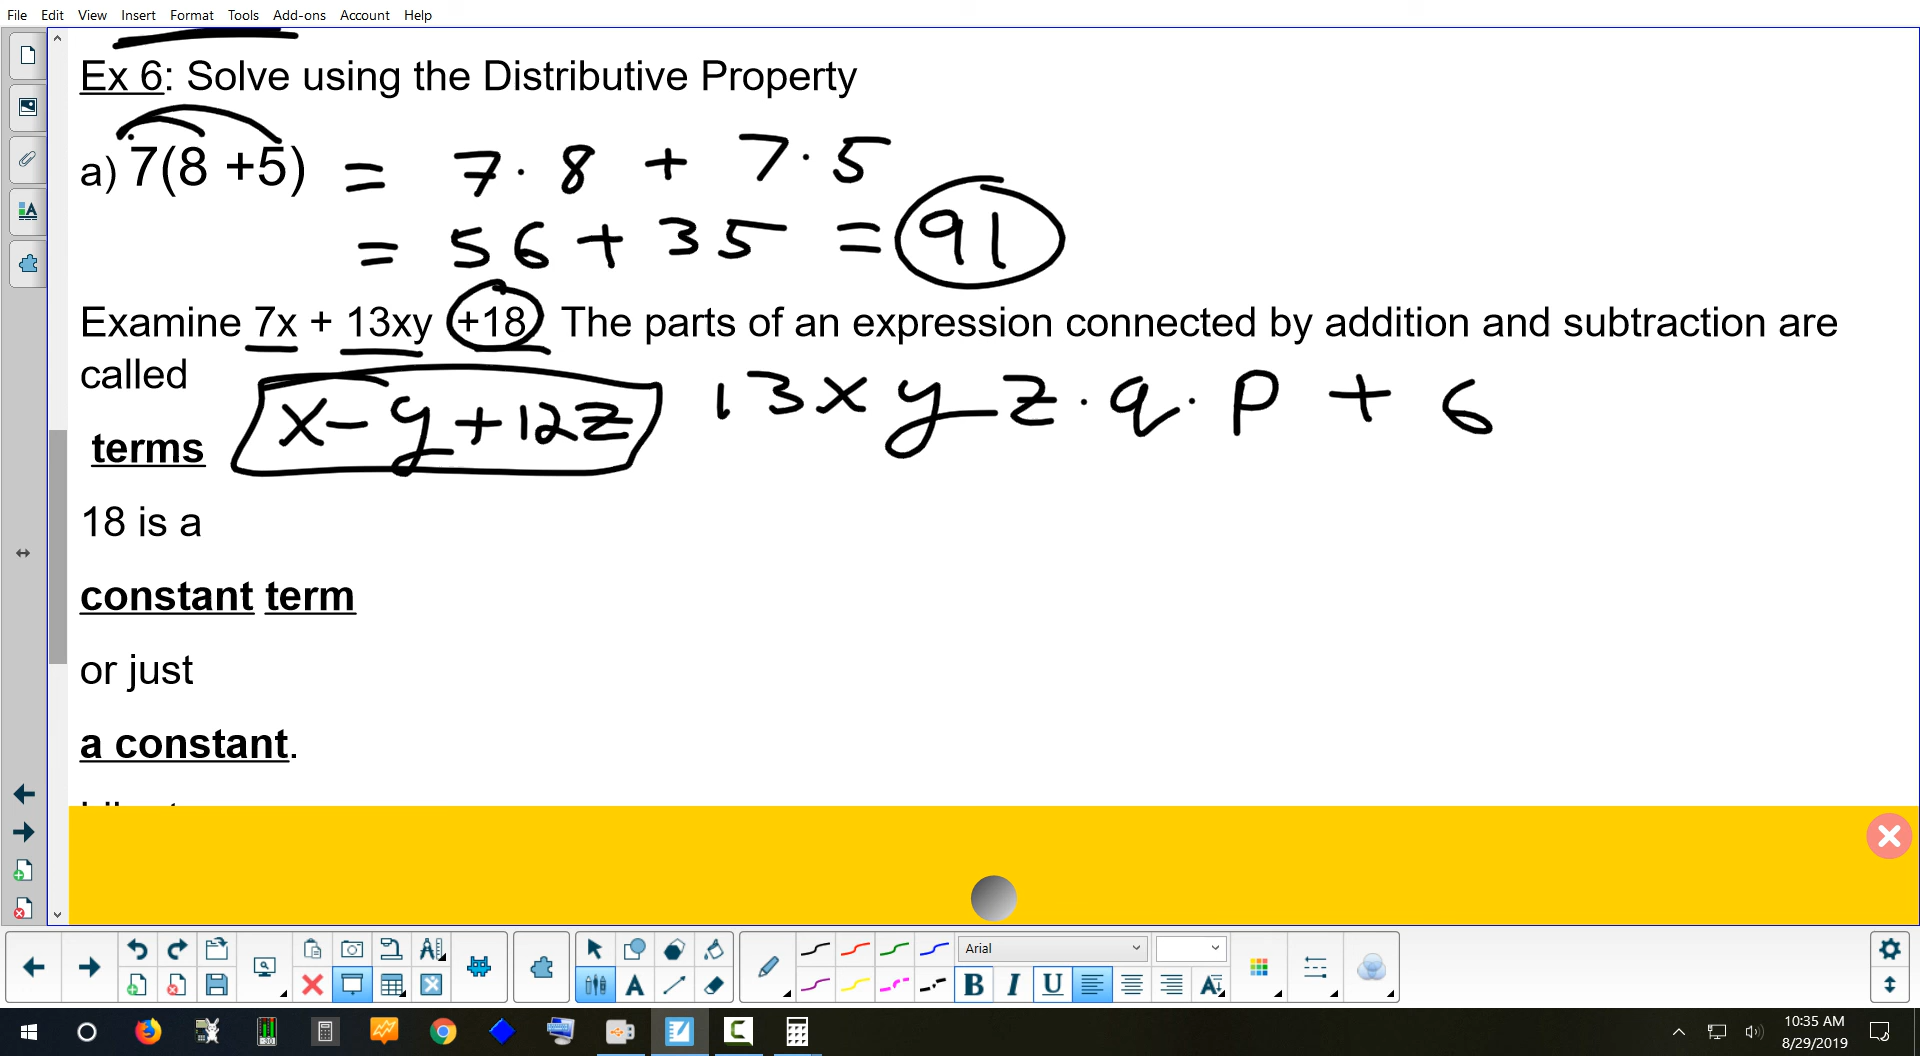 File Edit View Insert Format Tools Add-ons Account Help
Ex 6: Solve using the Distributive Property
a) 7(8 +5) = 7·8 + 7·5
= 56 + 35 = 91
Examine 7x + 13xy +18 The parts of an expression connected by addition and subtraction are
called
x-y+12z 13xyz·q·p + 6
terms
18 is a
constant term
or just
a constant.
Arial
B I U
10:35 AM
8/29/2019